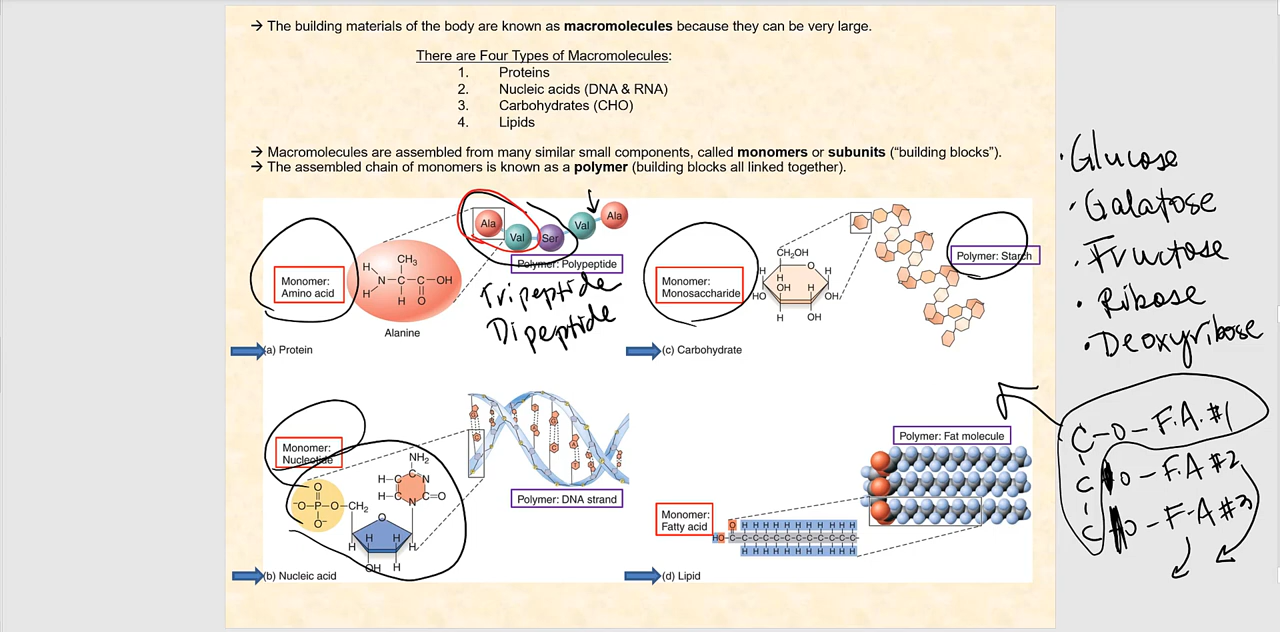 → The building materials of the body are known as macromolecules because they can be very large.
There are Four Types of Macromolecules:
1. Proteins
2. Nucleic acids (DNA & RNA)
3. Carbohydrates (CHO)
4. Lipids
→ Macromolecules are assembled from many similar small components, called monomers or subunits (“building blocks”).
→ The assembled chain of monomers is known as a polymer (building blocks all linked together).
Ala
Val
Ser
Val
Ala
Polymer: Polypeptide
Monomer:
Amino acid
CH3
H
N C C OH
H
H O
Alanine
Tripeptide
Dipeptide
(a) Protein
Monomer:
Monosaccharide
CH2OH
O
H H H
OH H
HO OH
H OH
Polymer: Starch
(c) Carbohydrate
Monomer:
Nucleotide
NH2
H–C C N
H–C C=O
N
O
-O–P–O–CH2
O-
O
H H
H H
OH H
Polymer: DNA strand
(b) Nucleic acid
Polymer: Fat molecule
Monomer:
Fatty acid
O H H H H H H H H H H H
HO–C–C–C–C–C–C–C–C–C–C–C–C–
H H H H H H H H H H H
(d) Lipid
· Glucose
· Galatose
· Fructose
· Ribose
· Deoxyribose
C–O–F.A. #1
C O – F.A #2
C O – F-A #3